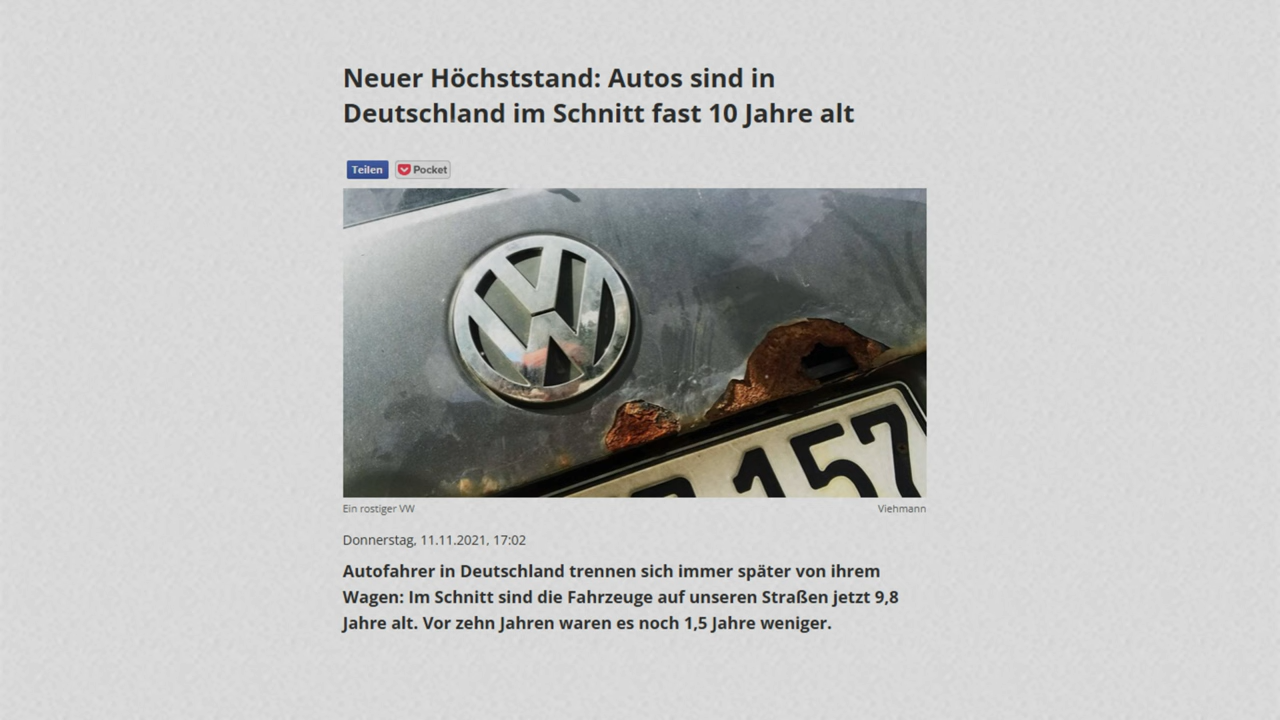 Neuer Höchststand: Autos sind in
Deutschland im Schnitt fast 10 Jahre alt
Teilen Pocket
VW
157
Ein rostiger VW Viehmann
Donnerstag, 11.11.2021, 17:02
Autofahrer in Deutschland trennen sich immer später von ihrem
Wagen: Im Schnitt sind die Fahrzeuge auf unseren Straßen jetzt 9,8
Jahre alt. Vor zehn Jahren waren es noch 1,5 Jahre weniger.